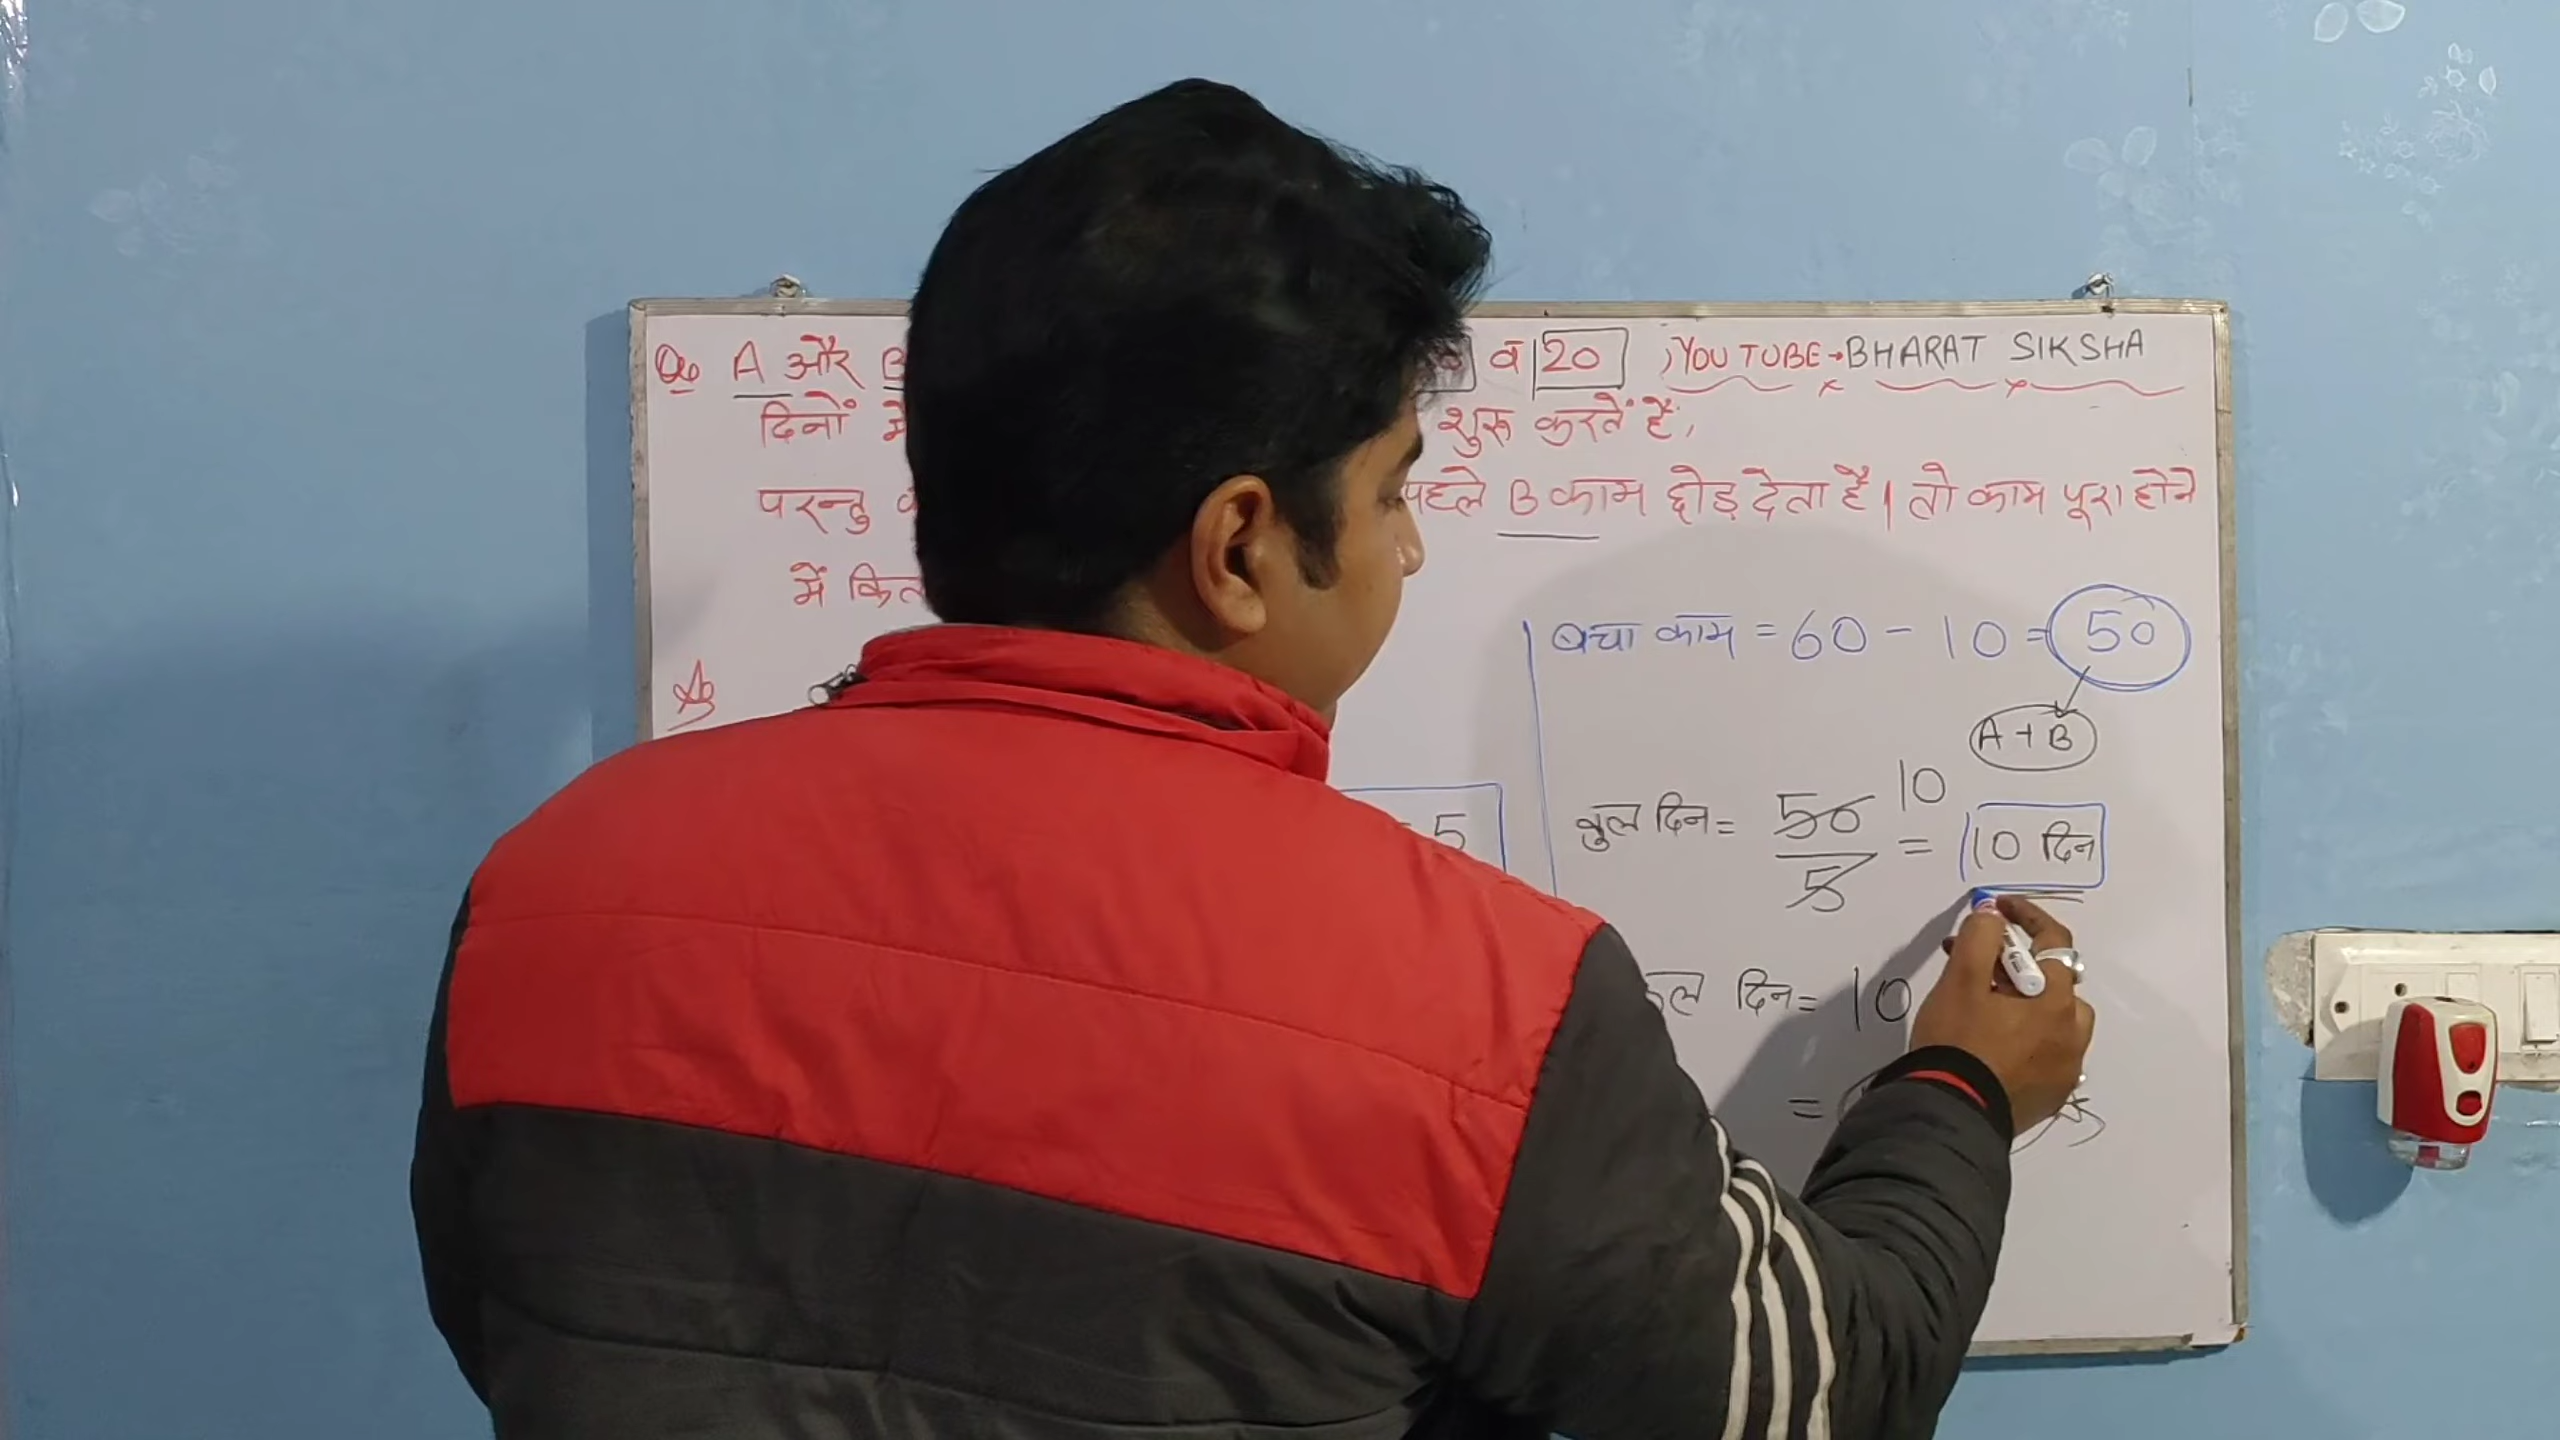 Q. A और B व 20 , YOU TUBE → BHARAT SIKSHA
दिनों में शुरू करते है,
परन्तु पहले B काम छोड़ देता है । तो काम पूरा होने
में
बचा काम = 60 - 10 = 50
A + B
= 5
कुल दिन = 50/5 10 = 10 दिन
दिन = 10
=